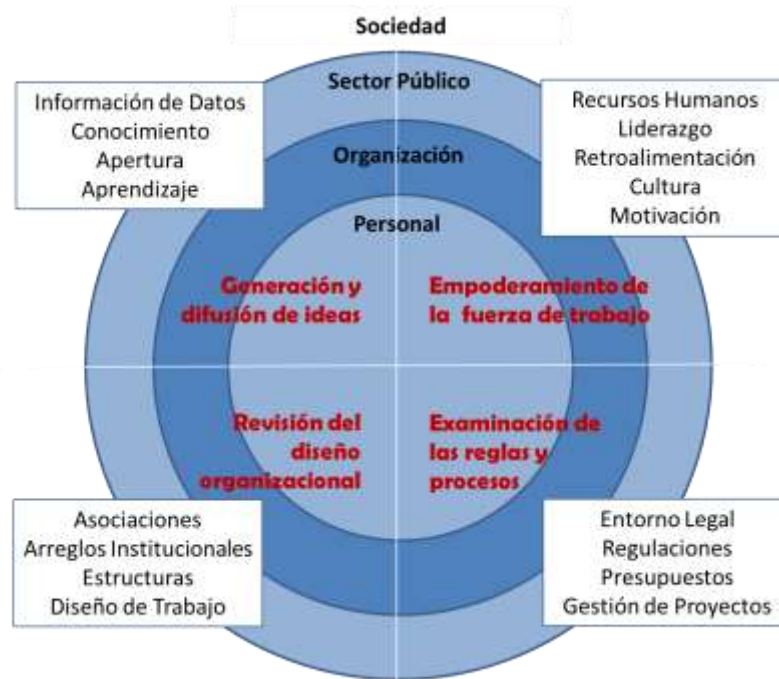 Sociedad
Sector Público
Organización
Personal
Información de Datos
Conocimiento
Apertura
Aprendizaje
Recursos Humanos
Liderazgo
Retroalimentación
Cultura
Motivación
Generación y
difusión de ideas
Empoderamiento de
la fuerza de trabajo
Revisión del
diseño
organizacional
Examinación de
las reglas y
procesos
Asociaciones
Arreglos Institucionales
Estructuras
Diseño de Trabajo
Entorno Legal
Regulaciones
Presupuestos
Gestión de Proyectos